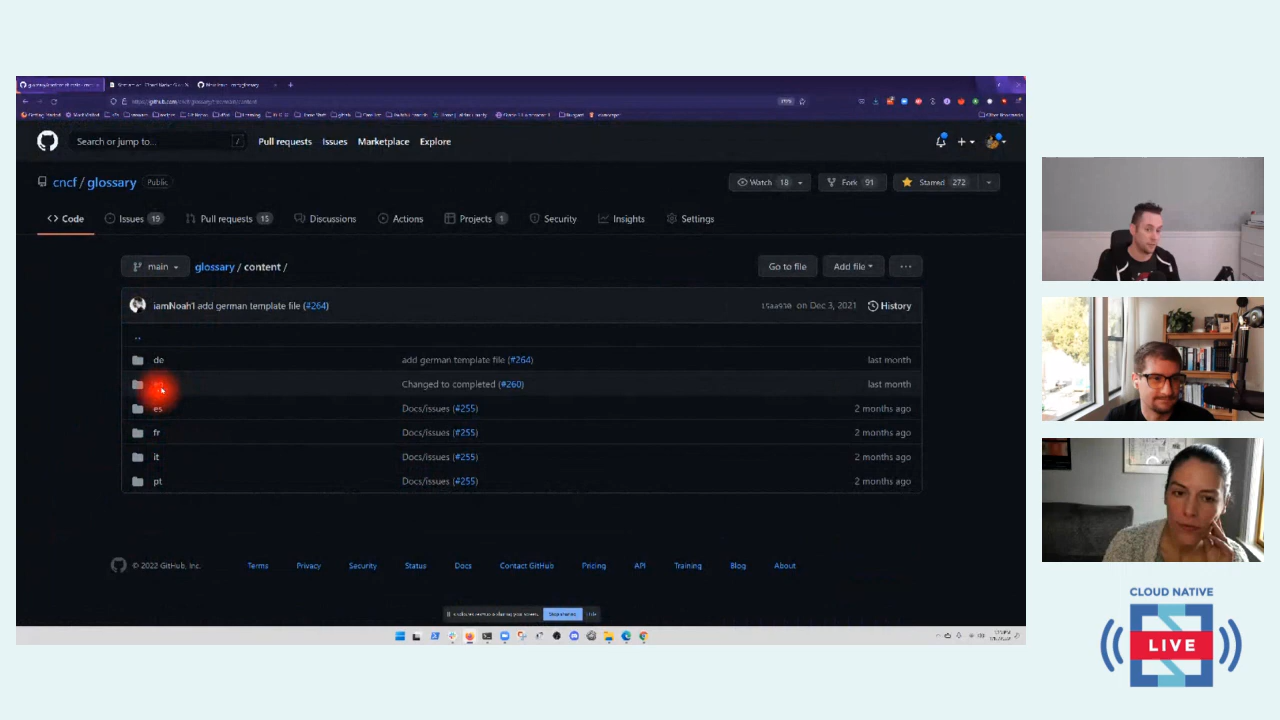 Search or jump to...
/
Pull requests
Issues
Marketplace
Explore
cncf / glossary
Public
Watch 18
Fork 91
Starred 272
<> Code
Issues 19
Pull requests 15
Discussions
Actions
Projects 1
Security
Insights
Settings
main
glossary / content /
Go to file
Add file
...
iamNoah1 add german template file (#264)
on Dec 3, 2021
History
..
de add german template file (#264) last month
Changed to completed (#260) last month
es Docs/issues (#255) 2 months ago
fr Docs/issues (#255) 2 months ago
it Docs/issues (#255) 2 months ago
pt Docs/issues (#255) 2 months ago
© 2022 GitHub, Inc.
Terms
Privacy
Security
Status
Docs
Contact GitHub
Pricing
API
Training
Blog
About
CLOUD NATIVE
LIVE